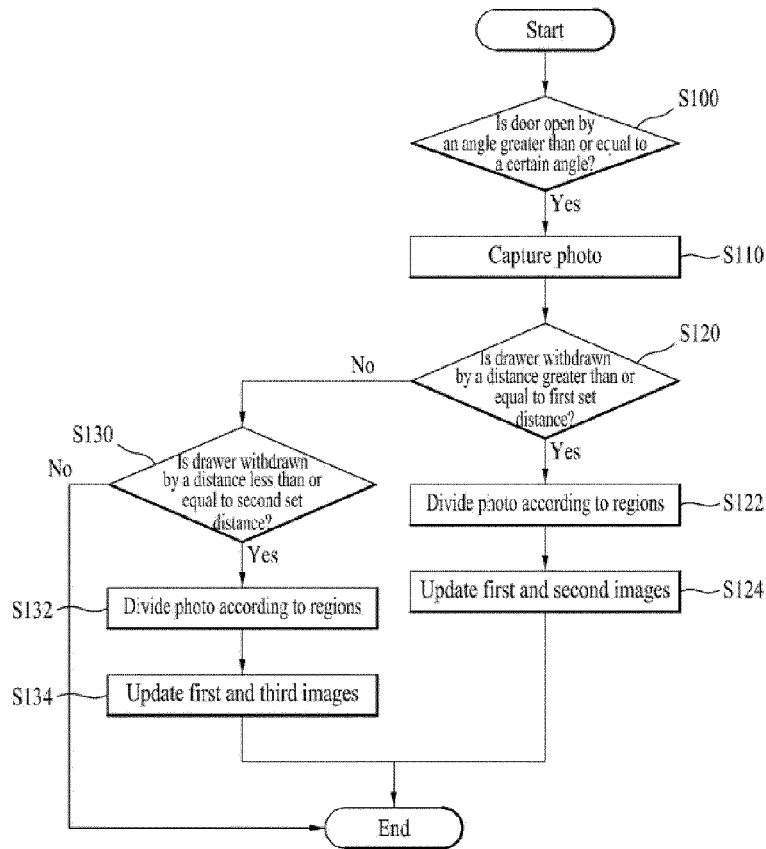 Start
S100
Is door open by
an angle greater than or equal to
a certain angle?
Yes
Capture photo
S110
S120
No
Is drawer withdrawn
by a distance greater than or
equal to first set
distance?
Yes
S130
No
Is drawer withdrawn
by a distance less than or
equal to second set
distance?
Yes
Divide photo according to regions
S122
Update first and second images
S124
S132
Divide photo according to regions
S134
Update first and third images
End